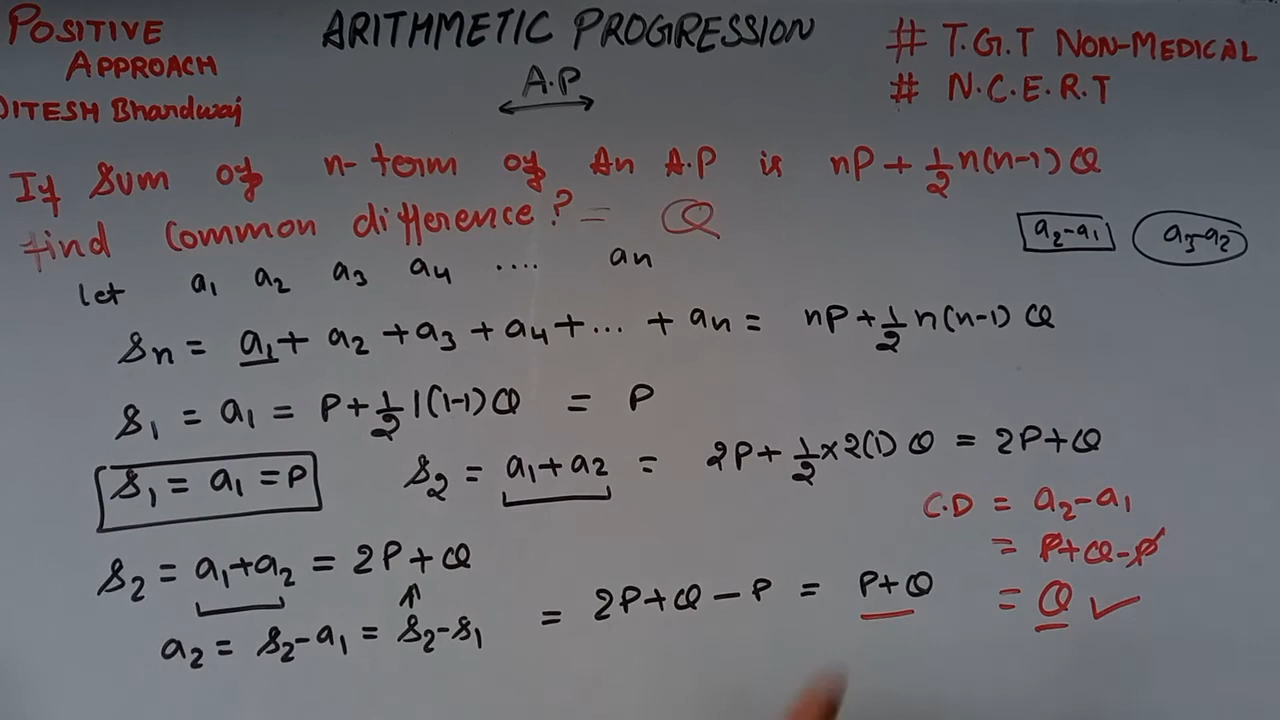 POSITIVE APPROACH
DITESH Bhardwaj
ARITHMETIC PROGRESSION
A.P
# T.G.T NON-MEDICAL
# N.C.E.R.T
If Sum of n-term of An A.P is nP + 1/2 n(n-1) Q
find common difference? = Q
a2-a1 a3-a2
let a1 a2 a3 a4 .... an
Sn = a1 + a2 + a3 + a4 + ... + an = nP + 1/2 n(n-1) Q
S1 = a1 = P + 1/2 1(1-1) Q = P
S1 = a1 = P
S2 = a1 + a2 = 2P + 1/2 × 2(1) Q = 2P + Q
S2 = a1 + a2 = 2P + Q
a2 = S2 - a1 = S2 - S1 = 2P + Q - P = P + Q
C.D = a2 - a1
= P + Q - P
= Q ✓